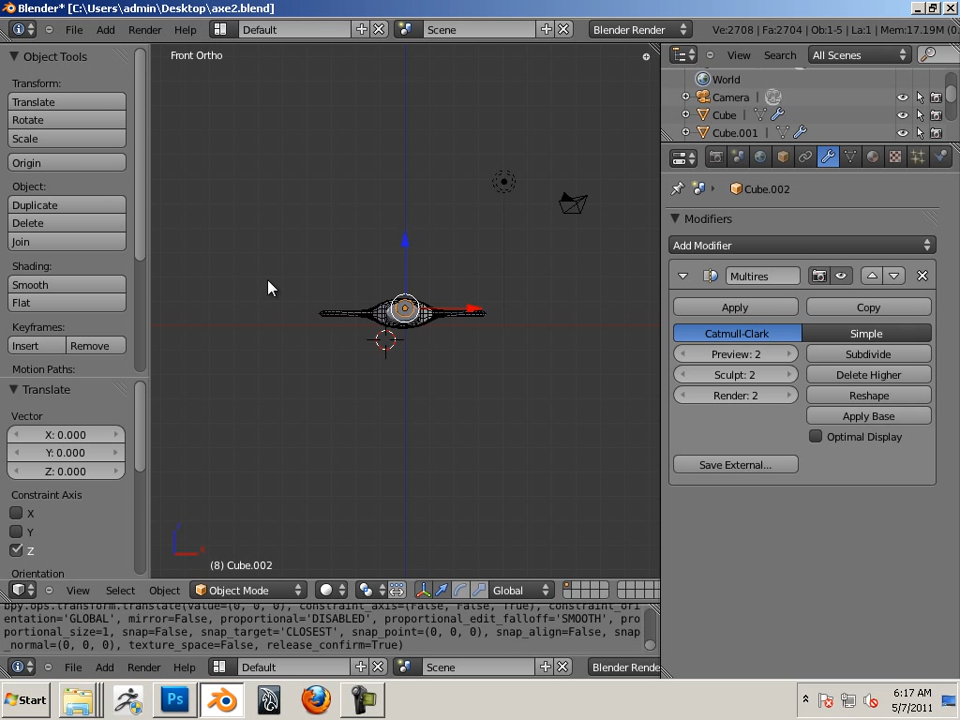 Blender* [C:\Users\admin\Desktop\axe2.blend]
File Add Render Help Default Scene Blender Render Ve:2708 | Fa:2704 | Ob:1-5 | La:1 | Mem:17.19M (0.
Object Tools
Transform:
Translate
Rotate
Scale
Origin
Object:
Duplicate
Delete
Join
Shading:
Smooth
Flat
Keyframes:
Insert Remove
Motion Paths:
Translate
Vector
X: 0.000
Y: 0.000
Z: 0.000
Constraint Axis
X
Y
Z
Orientation
Front Ortho
(8) Cube.002
View Select Object Object Mode Global
bpy.ops.transform.translate(value=(0, 0, 0), constraint_axis=(False, False, True), constraint_ori
entation='GLOBAL', mirror=False, proportional='DISABLED', proportional_edit_falloff='SMOOTH', pro
portional_size=1, snap=False, snap_target='CLOSEST', snap_point=(0, 0, 0), snap_align=False, snap
_normal=(0, 0, 0), texture_space=False, release_confirm=True)
File Add Render Help Default Scene Blender Rende
View Search All Scenes
World
Camera
Cube
Cube.001
Cube.002
Modifiers
Add Modifier
Multires
Apply Copy
Catmull-Clark Simple
Preview: 2 Subdivide
Sculpt: 2 Delete Higher
Render: 2 Reshape
Apply Base
Optimal Display
Save External...
Start Ps 6:17 AM
5/7/2011